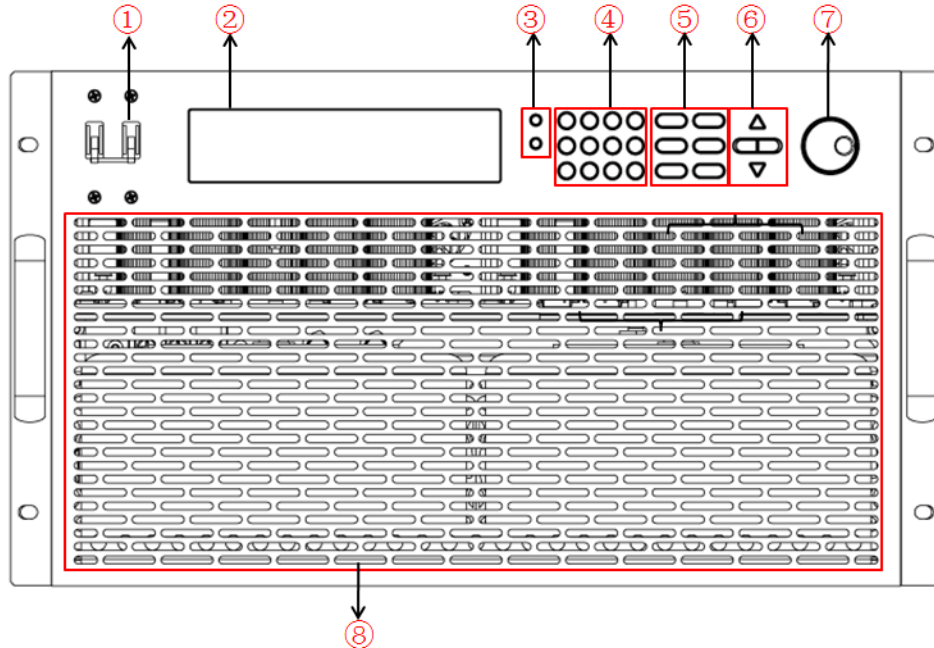 ① ② ③ ④ ⑤ ⑥ ⑦
⑧